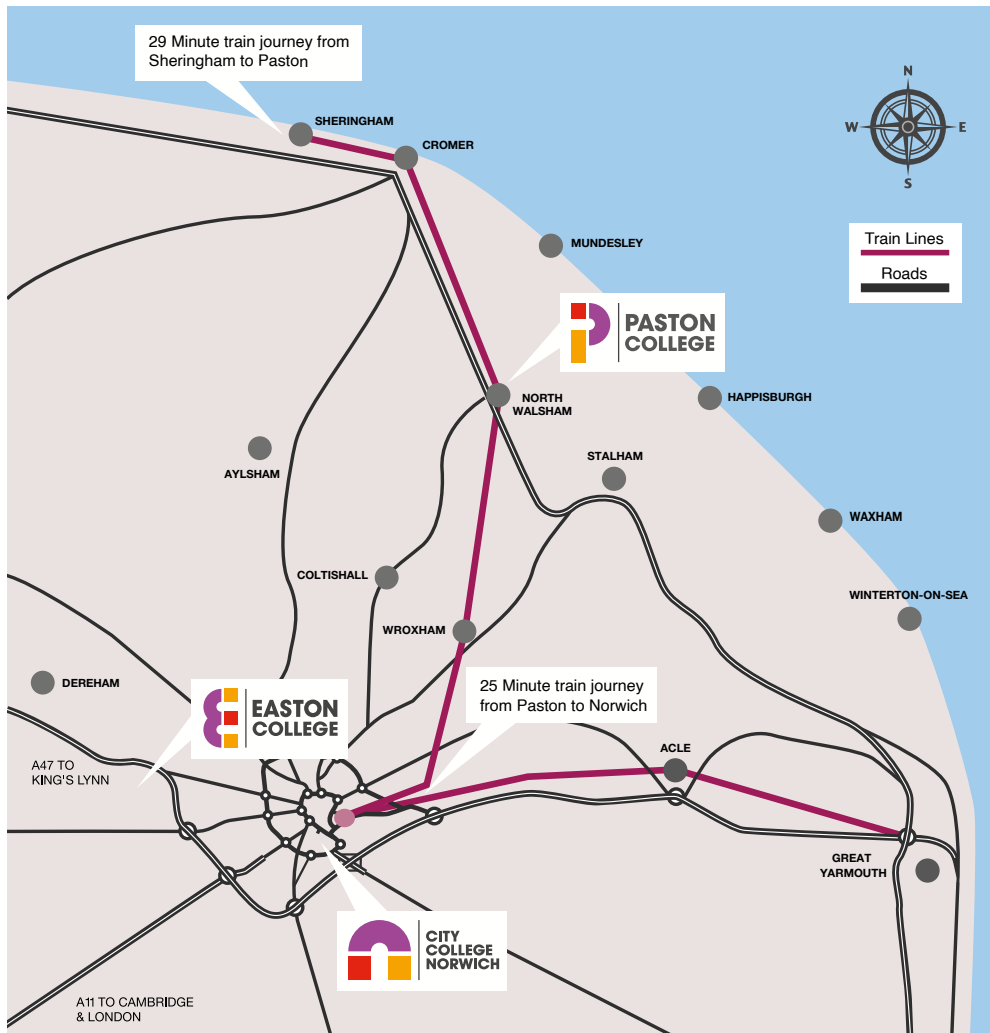 29 Minute train journey from
Sheringham to Paston
N
W
E
S
SHERINGHAM
CROMER
MUNDESLEY
Train Lines
Roads
PASTON
COLLEGE
NORTH
WALSHAM
HAPPISBURGH
AYLSHAM
STALHAM
WAXHAM
COLTISHALL
WINTERTON-ON-SEA
WROXHAM
DEREHAM
EASTON
COLLEGE
25 Minute train journey
from Paston to Norwich
A47 TO
KING'S LYNN
ACLE
GREAT
YARMOUTH
CITY
COLLEGE
NORWICH
A11 TO CAMBRIDGE
& LONDON